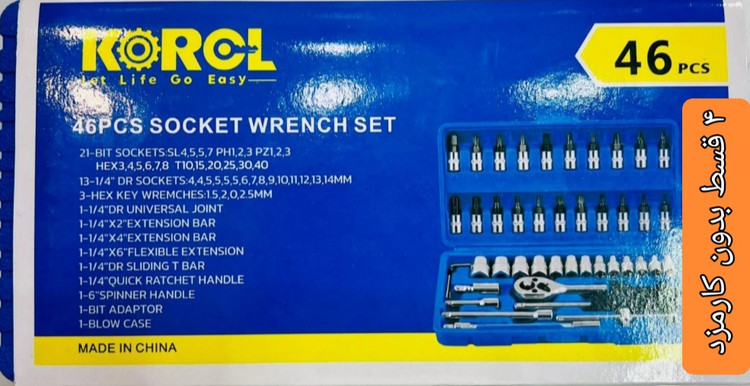 KORCL
Let Life Go Easy
46 PCS
46PCS SOCKET WRENCH SET
21-BIT SOCKETS:SL4,5,5,7 PH1,2,3 PZ1,2,3
HEX3,4,5,6,7,8 T10,15,20,25,30,40
13-1/4" DR SOCKETS:4,4,5,5,5,5,6,7,8,9,10,11,12,13,14MM
3-HEX KEY WREMCHES:1.5,2,0,2.5MM
1-1/4"DR UNIVERSAL JOINT
1-1/4"X2"EXTENSION BAR
1-1/4"X4"EXTENSION BAR
1-1/4"X6"FLEXIBLE EXTENSION
1-1/4"DR SLIDING T BAR
1-1/4"QUICK RATCHET HANDLE
1-6"SPINNER HANDLE
1-BIT ADAPTOR
1-BLOW CASE
MADE IN CHINA
۴ قسط بدون کارمزد